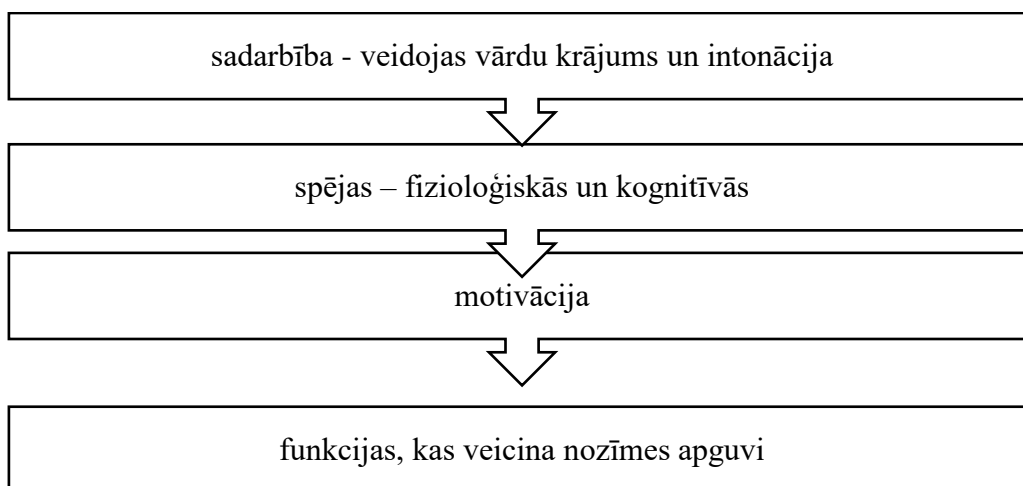 sadarbība - veidojas vārdu krājums un intonācija
spējas – fizioloģiskās un kognitīvās
motivācija
funkcijas, kas veicina nozīmes apguvi